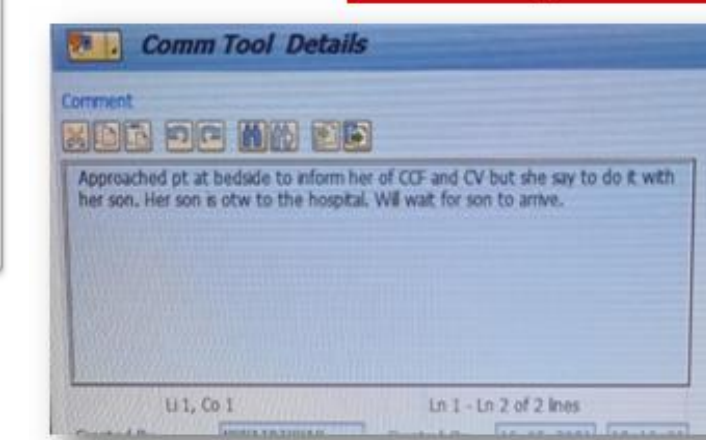 Comm Tool Details
Comment
Approached pt at bedside to inform her of CCF and CV but she say to do it with
her son. Her son is otw to the hospital. Will wait for son to arrive.
Li 1, Co 1
Ln 1 - Ln 2 of 2 lines